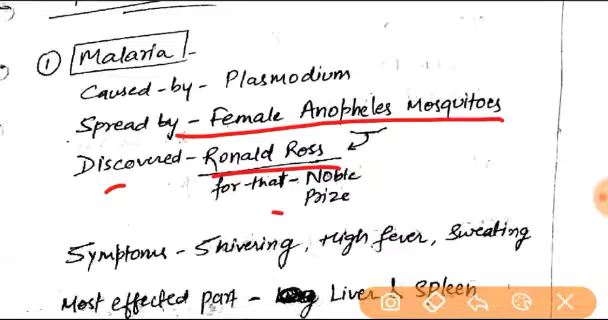 ① Malaria -
Caused-by - Plasmodium
Spread by - Female Anopheles Mosquitoes
Discovered - Ronald Ross
for-that - Noble
Prize
Symptoms - Shivering, High fever, Sweating
Most effected part - Liver & Spleen